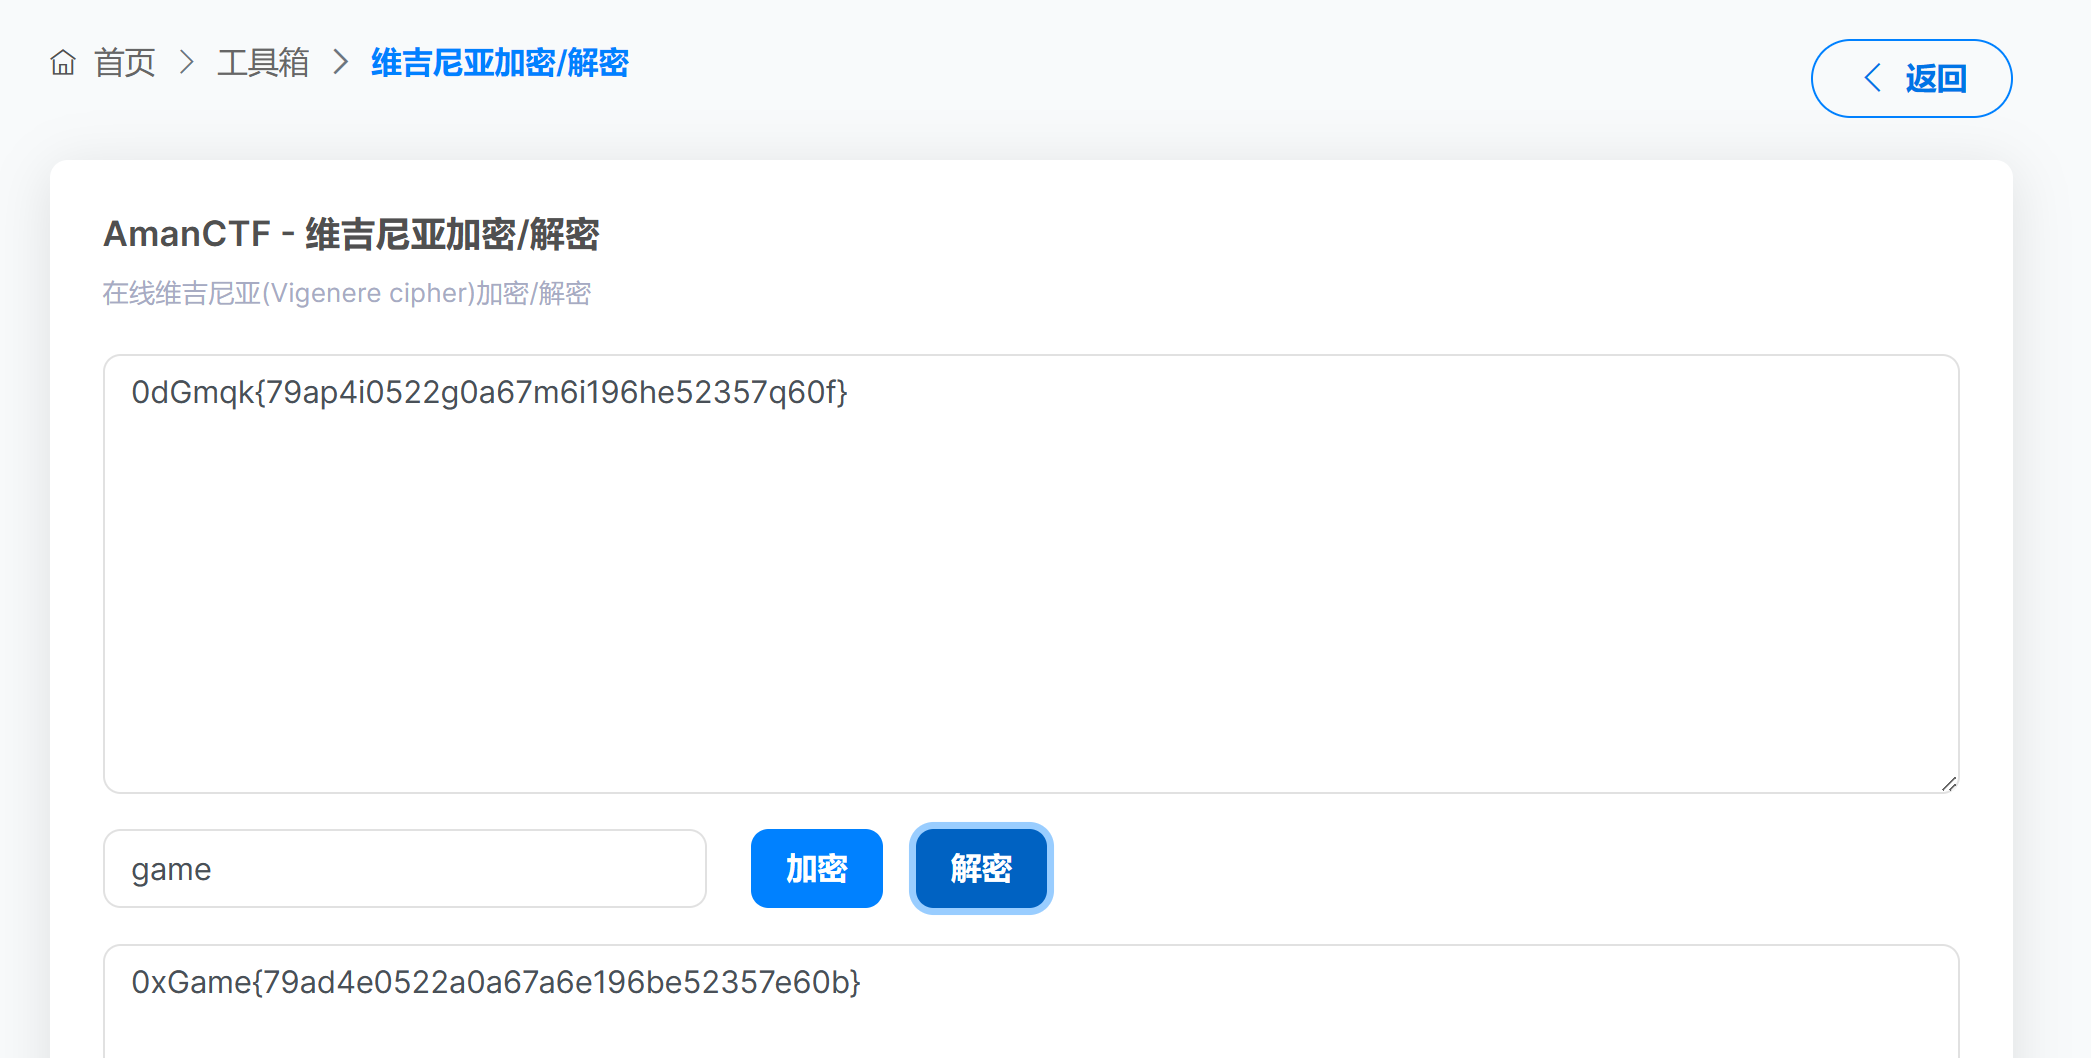 首页 > 工具箱 > 维吉尼亚加密/解密
返回
AmanCTF - 维吉尼亚加密/解密
在线维吉尼亚(Vigenere cipher)加密/解密
0dGmqk{79ap4i0522g0a67m6i196he52357q60f}
game
加密
解密
0xGame{79ad4e0522a0a67a6e196be52357e60b}